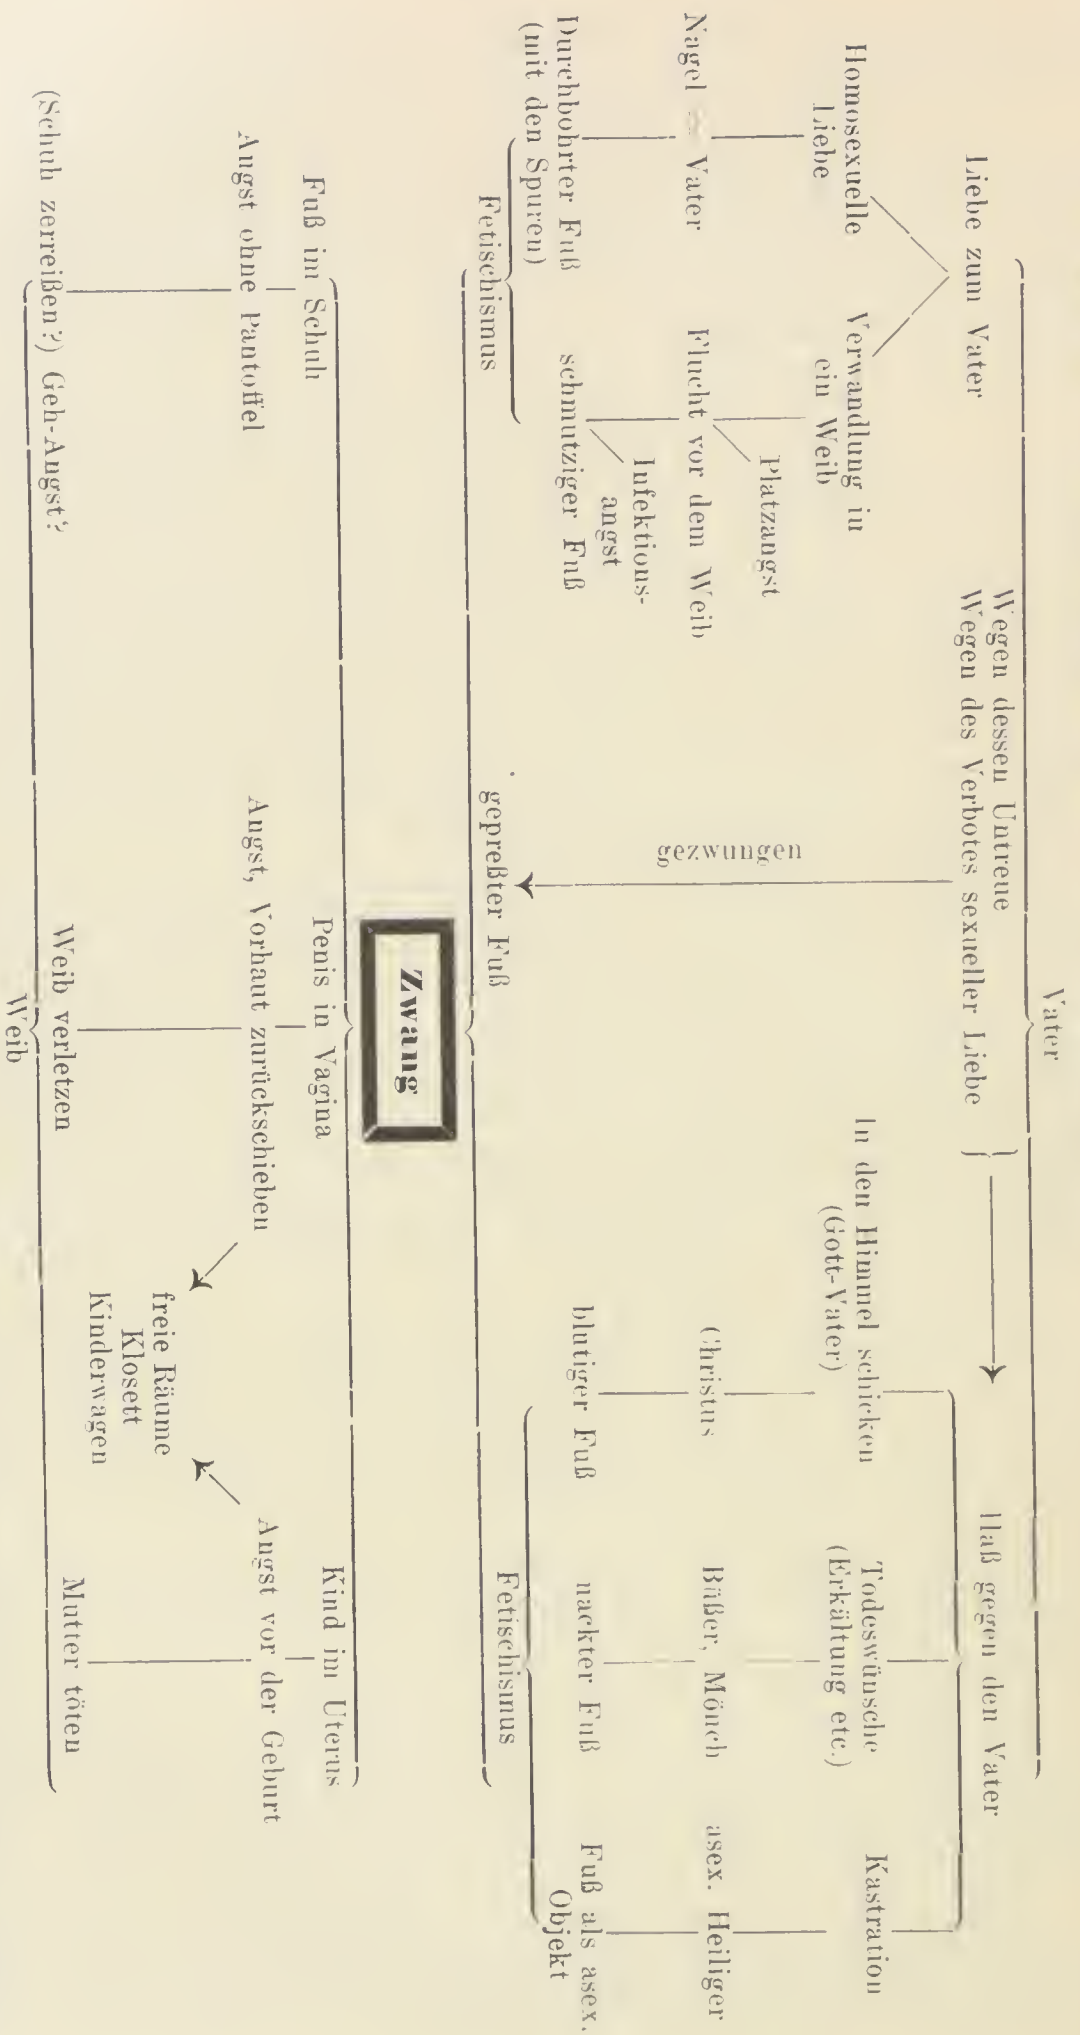 Vater
Liebe zum Vater
Wegen dessen Untreue
Wegen des Verbotes sexueller Liebe
Haß gegen den Vater
Homosexuelle
Liebe
Verwandlung in
ein Weib
In den Himmel schicken
(Gott-Vater)
Todeswünsche
(Erkältung etc.)
Kastration
Platzangst
gezwungen
Nagel = Vater
Flucht vor dem Weib
Christus
Büßer, Mönch
asex. Heiliger
Infektions-
angst
Durchbohrter Fuß
(mit den Spuren)
schmutziger Fuß
blutiger Fuß
nackter Fuß
Fuß als asex.
Objekt
Fetischismus
gepreßter Fuß
Fetischismus
Zwang
Fuß im Schuh
Penis in Vagina
Kind im Uterus
Angst ohne Pantoffel
Angst, Vorhaut zurückschieben
Angst vor der Geburt
freie Räume
Klosett
Kinderwagen
(Schuh zerreißen?) Geh-Angst?
Weib verletzen
Mutter töten
Weib